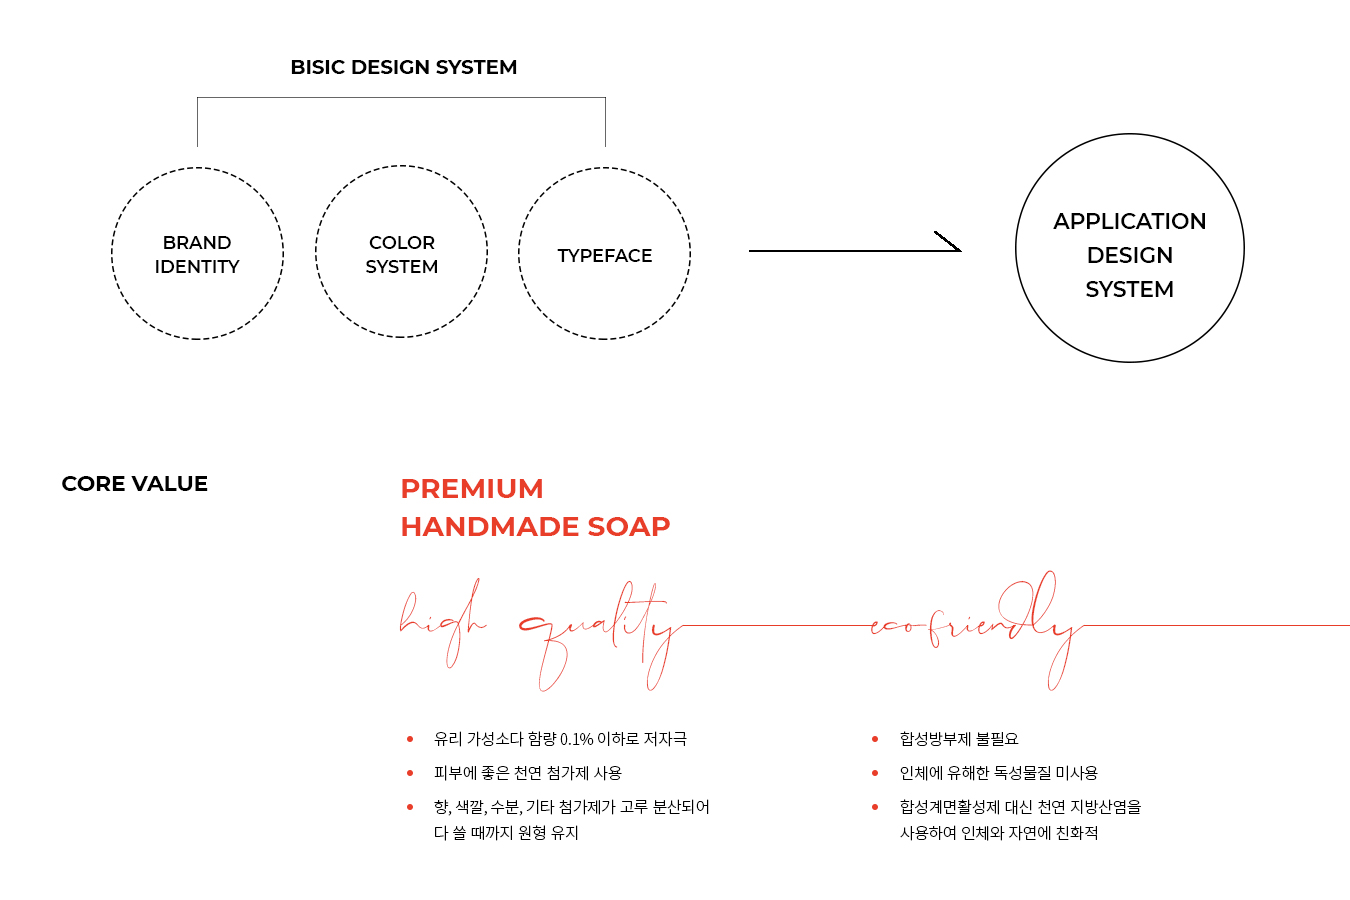 BISIC DESIGN SYSTEM
BRAND
IDENTITY
COLOR
SYSTEM
TYPEFACE
APPLICATION
DESIGN
SYSTEM
CORE VALUE
PREMIUM
HANDMADE SOAP
high quality
ecofriendly
유리 가성소다 함량 0.1% 이하로 저자극
피부에 좋은 천연 첨가제 사용
향, 색깔, 수분, 기타 첨가제가 고루 분산되어
다 쓸 때까지 원형 유지
합성방부제 불필요
인체에 유해한 독성물질 미사용
합성계면활성제 대신 천연 지방산염을
사용하여 인체와 자연에 친화적